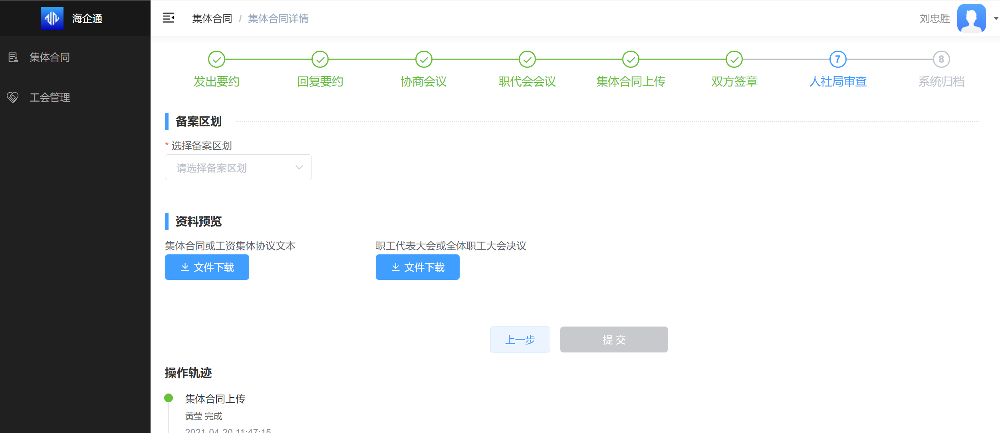 海企通
集体合同 / 集体合同详情
刘忠胜
集体合同
工会管理
7
8
发出要约
回复要约
协商会议
职代会会议
集体合同上传
双方签章
人社局审查
系统归档
备案区划
* 选择备案区划
请选择备案区划
资料预览
集体合同或工资集体协议文本
职工代表大会或全体职工大会决议
文件下载
文件下载
上一步
提 交
操作轨迹
集体合同上传
黄莹 完成
2021-04-20 11:47:15